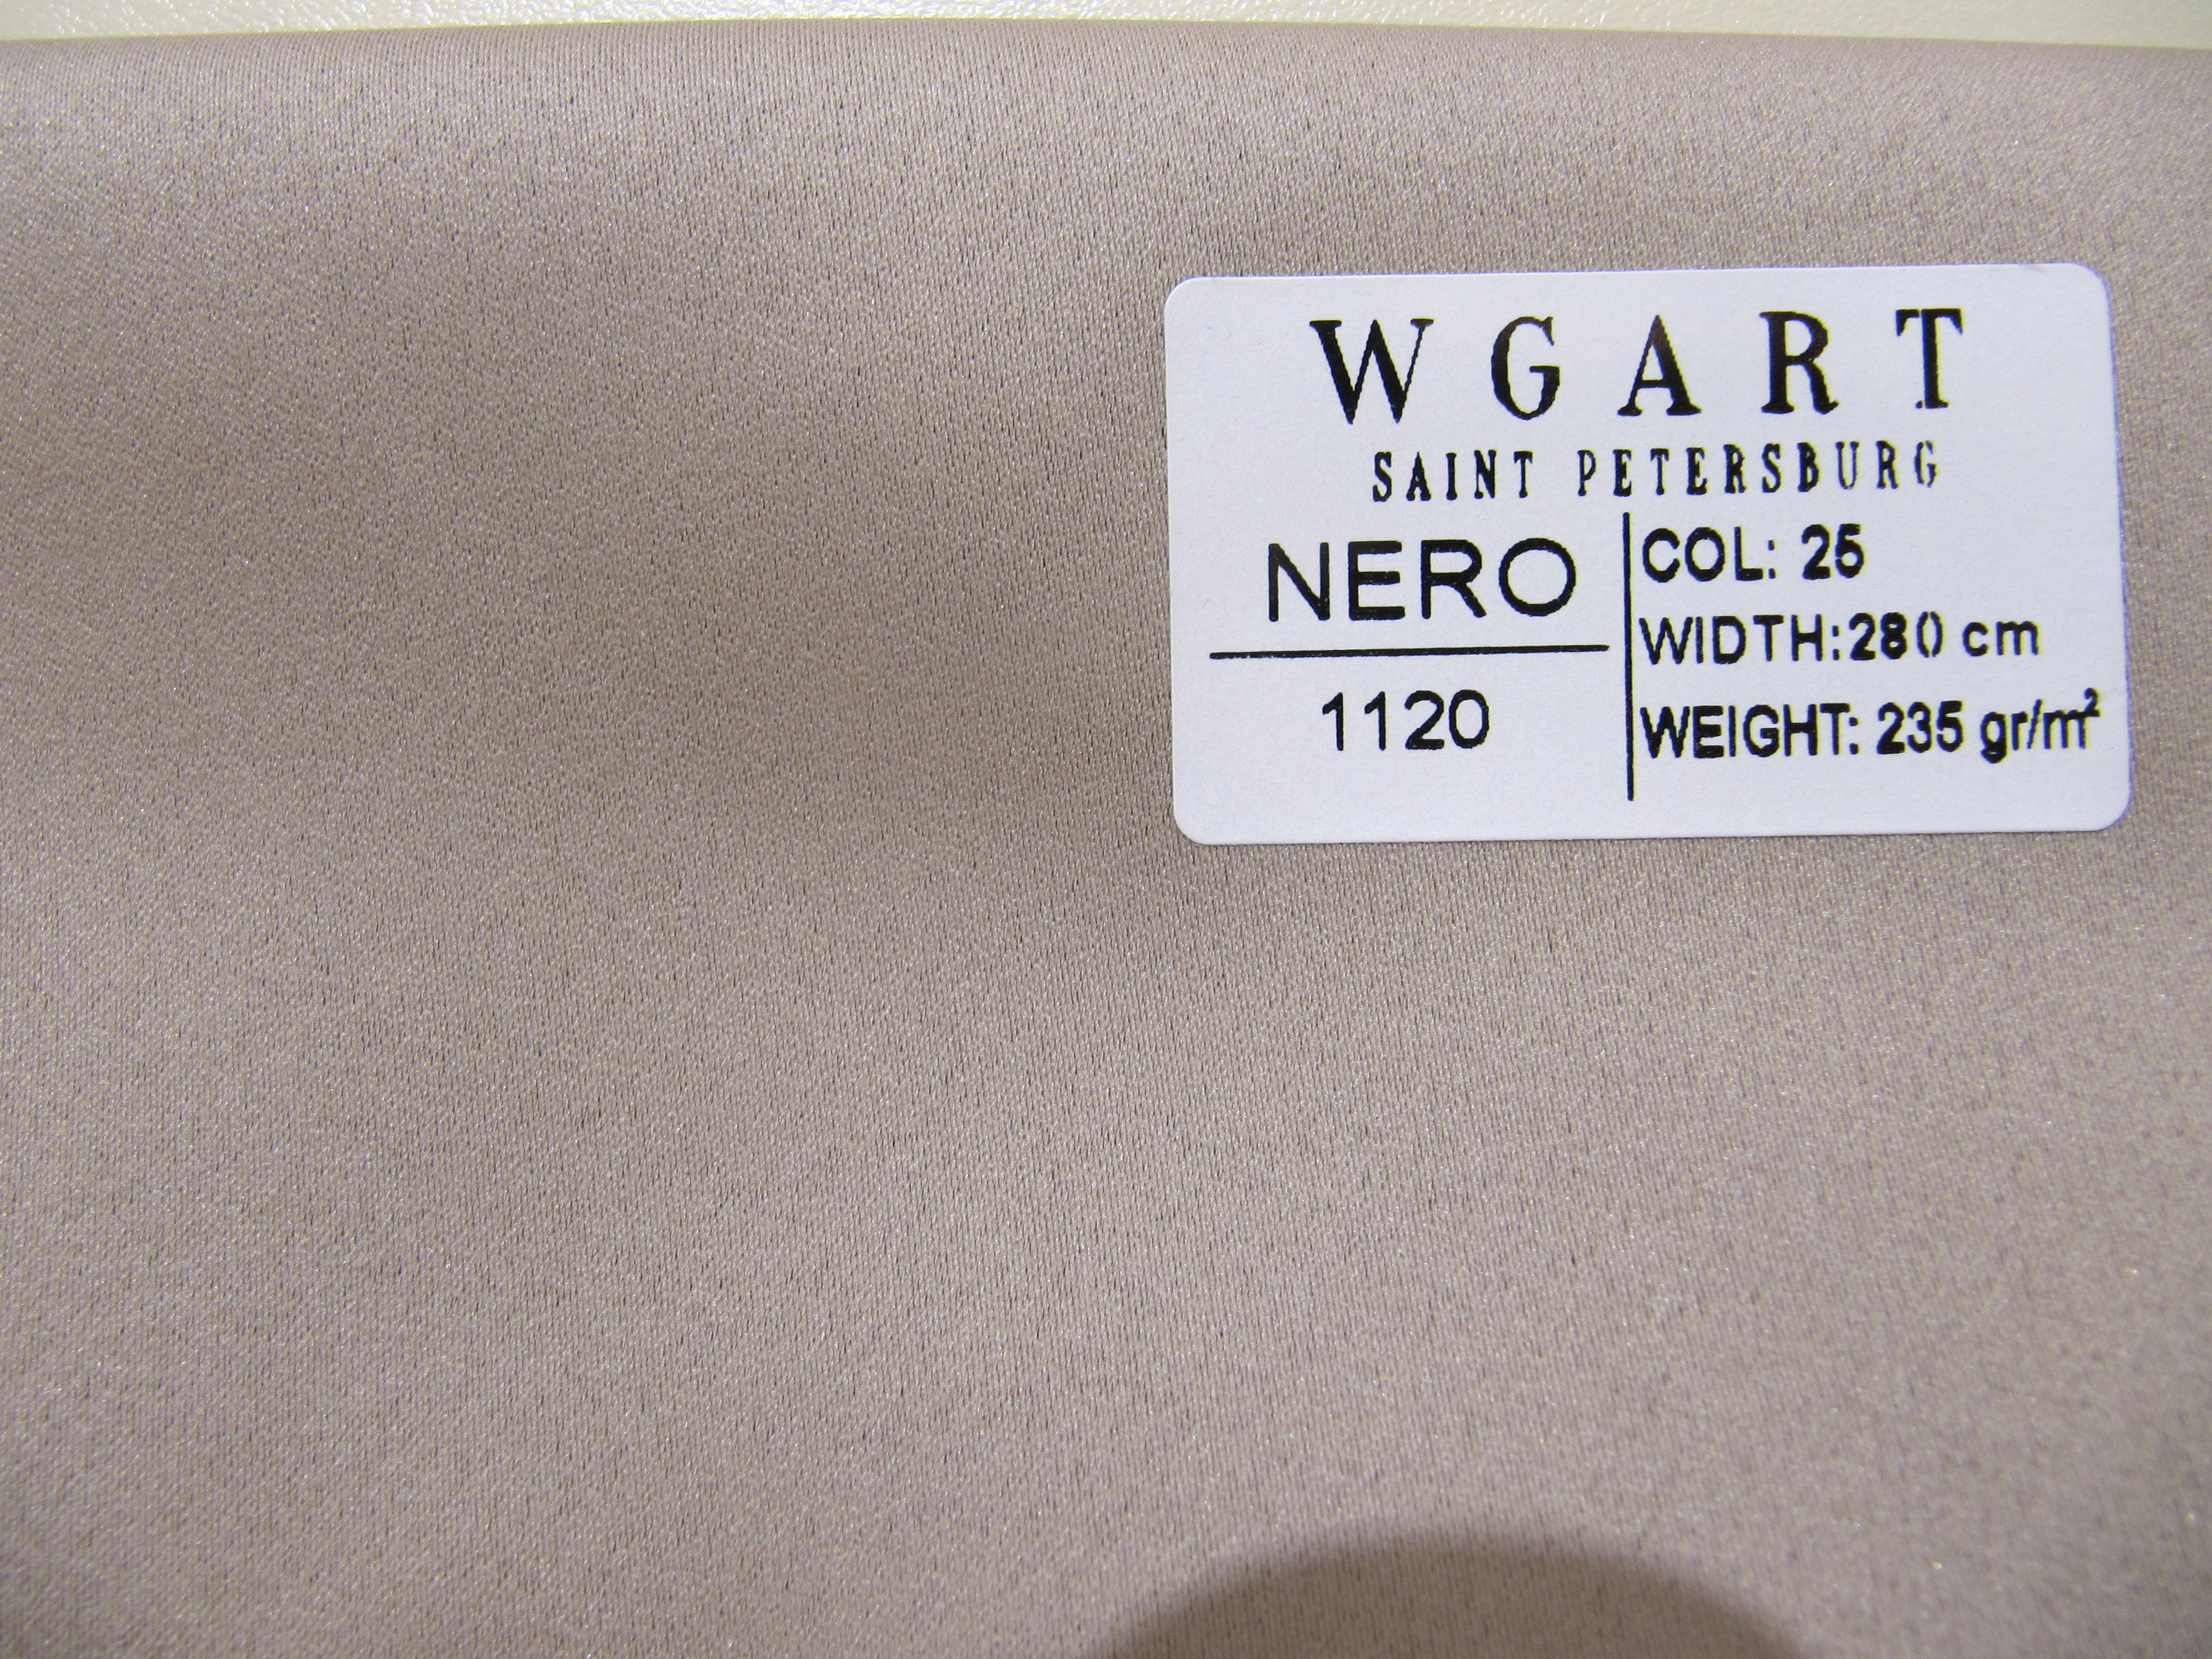 WGART
SAINT PETERSBURG
NERO
1120
COL: 25
WIDTH:280 cm
WEIGHT: 235 gr/m²